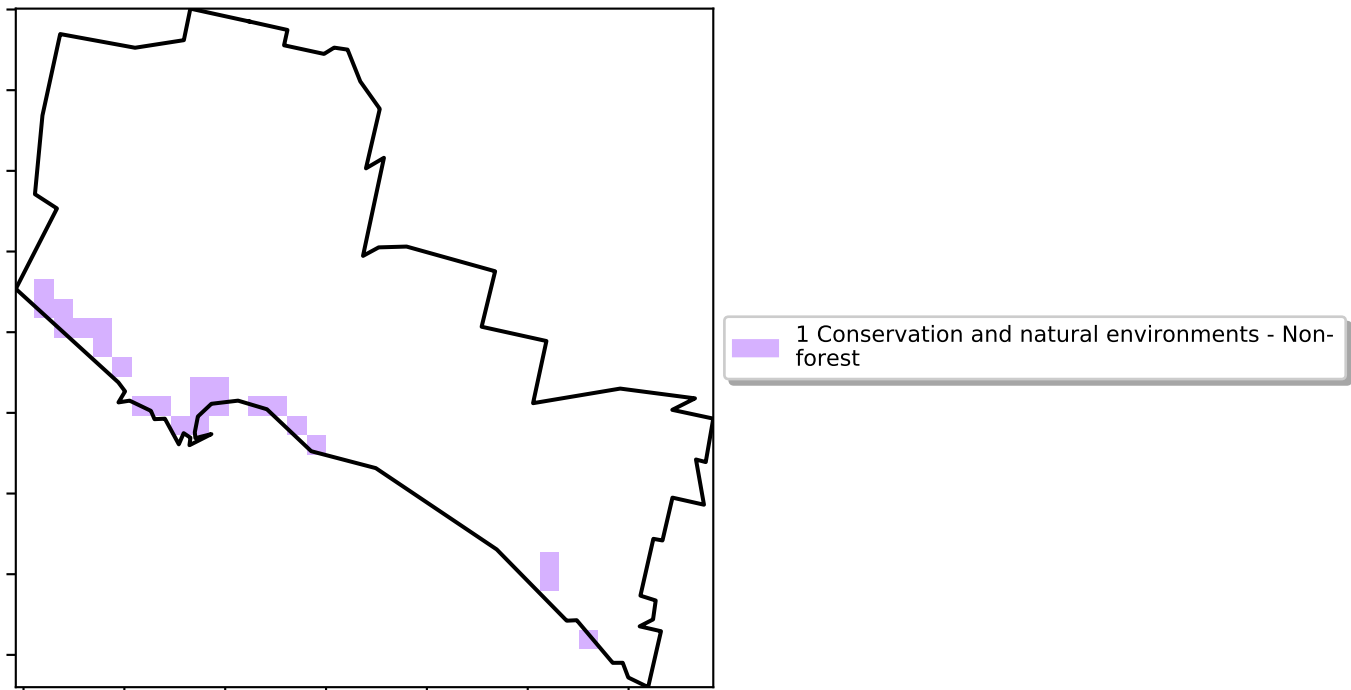 1 Conservation and natural environments - Non-
forest